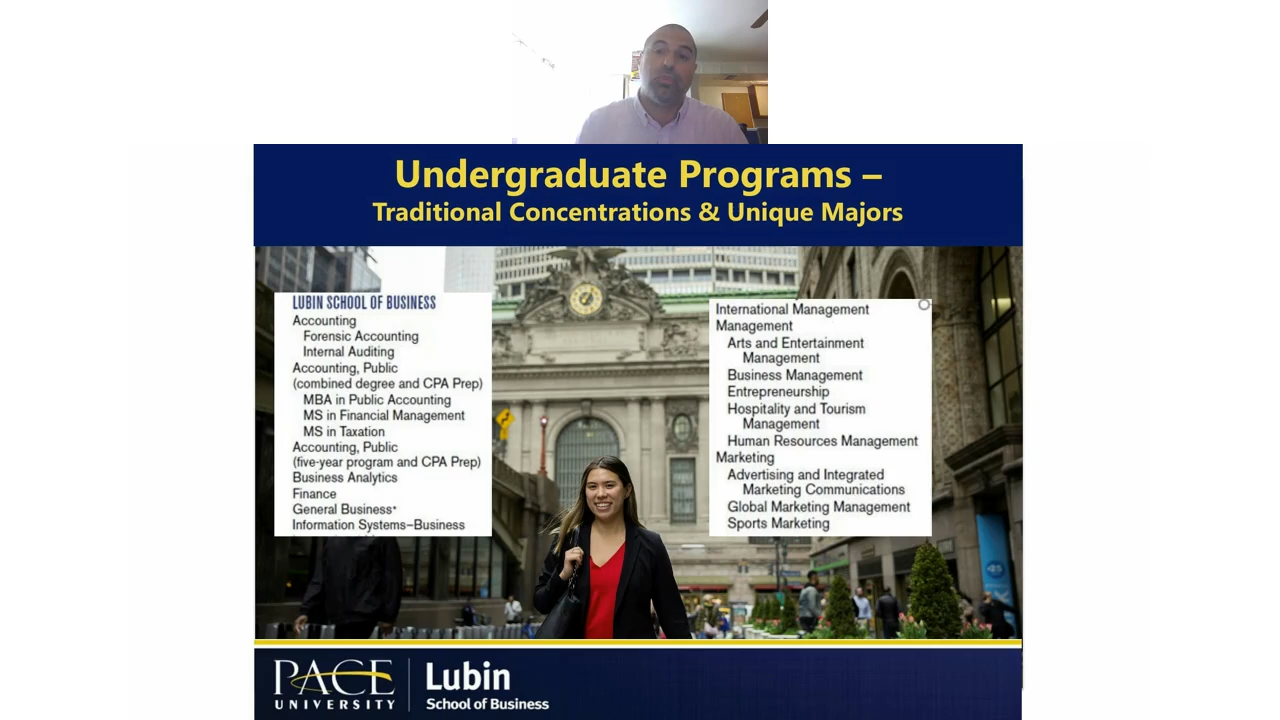 Undergraduate Programs –
Traditional Concentrations & Unique Majors
LUBIN SCHOOL OF BUSINESS
Accounting
Forensic Accounting
Internal Auditing
Accounting, Public
(combined degree and CPA Prep)
MBA in Public Accounting
MS in Financial Management
MS in Taxation
Accounting, Public
(five-year program and CPA Prep)
Business Analytics
Finance
General Business*
Information Systems–Business
International Management
Management
Arts and Entertainment
Management
Business Management
Entrepreneurship
Hospitality and Tourism
Management
Human Resources Management
Marketing
Advertising and Integrated
Marketing Communications
Global Marketing Management
Sports Marketing
PACE
UNIVERSITY
Lubin
School of Business